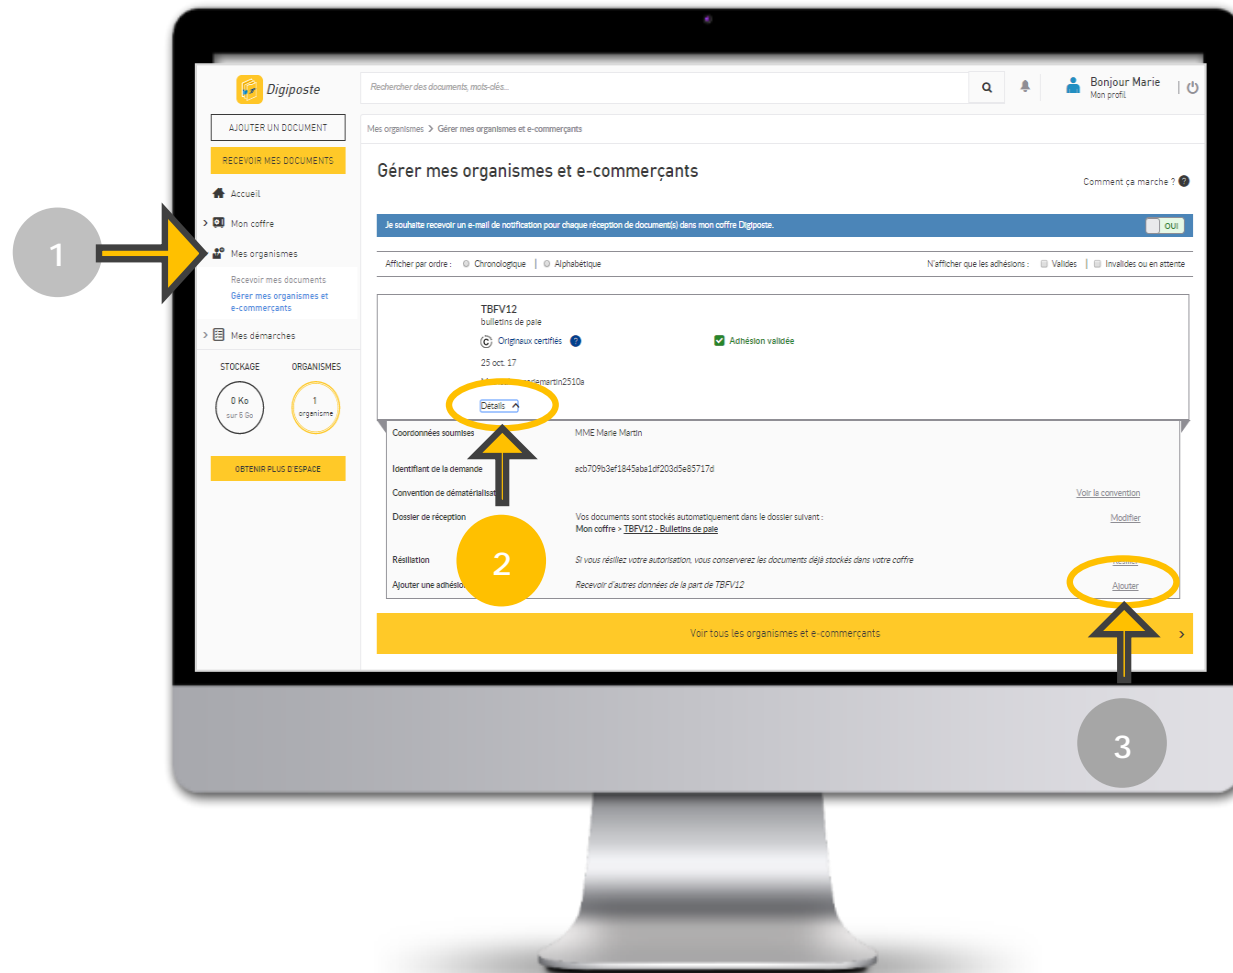 Digiposte
Rechercher des documents, mots-clés...
Bonjour Marie
Mon profil
AJOUTER UN DOCUMENT
RECEVOIR MES DOCUMENTS
Accueil
Mon coffre
Mes organismes
Recevoir mes documents
Gérer mes organismes et
e-commerçants
Mes démarches
STOCKAGE
ORGANISMES
0 Ko
sur 5 Go
1
organisme
OBTENIR PLUS D'ESPACE
Mes organismes > Gérer mes organismes et e-commerçants
Gérer mes organismes et e-commerçants
Comment ça marche ? ?
Je souhaite recevoir un e-mail de notification pour chaque réception de document(s) dans mon coffre Digiposte.
OUI
Afficher par ordre : Chronologique | Alphabétique
N'afficher que les adhésions : Valides | Invalides ou en attente
TBFV12
bulletins de paie
Originaux certifiés ?
Adhésion validée
25 oct. 17
Détails
Coordonnées soumises
MME Marie Martin
Identifiant de la demande
acb709b3ef1845aba1df203d5e85717d
Convention de
Voir la convention
Dossier de réception
Vos documents sont stockés automatiquement dans le dossier suivant :
Mon coffre > TBFV12 - Bulletins de paie
Modifier
Résiliation
Si vous résiliez votre autorisation, vous conserverez les documents déjà stockés dans votre coffre
Résilier
Ajouter une adhésion
Recevoir d'autres données de la part de TBFV12
Ajouter
Voir tous les organismes et e-commerçants
1
2
3